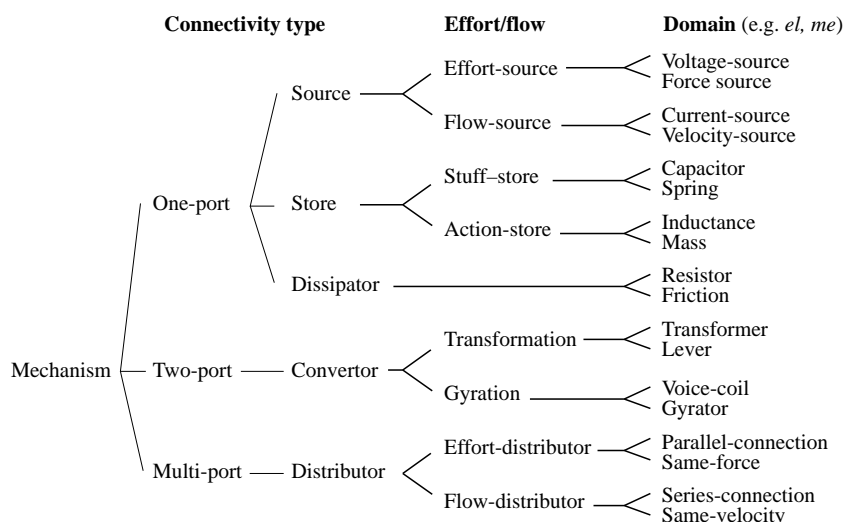 Connectivity type Effort/flow Domain (e.g. el, me)
Effort-source Voltage-source
Force source
Source
Flow-source Current-source
Velocity-source
Stuff–store Capacitor
Spring
One-port Store
Action-store Inductance
Mass
Dissipator Resistor
Friction
Transformation Transformer
Lever
Mechanism Two-port Convertor
Gyration Voice-coil
Gyrator
Effort-distributor Parallel-connection
Same-force
Multi-port Distributor
Flow-distributor Series-connection
Same-velocity